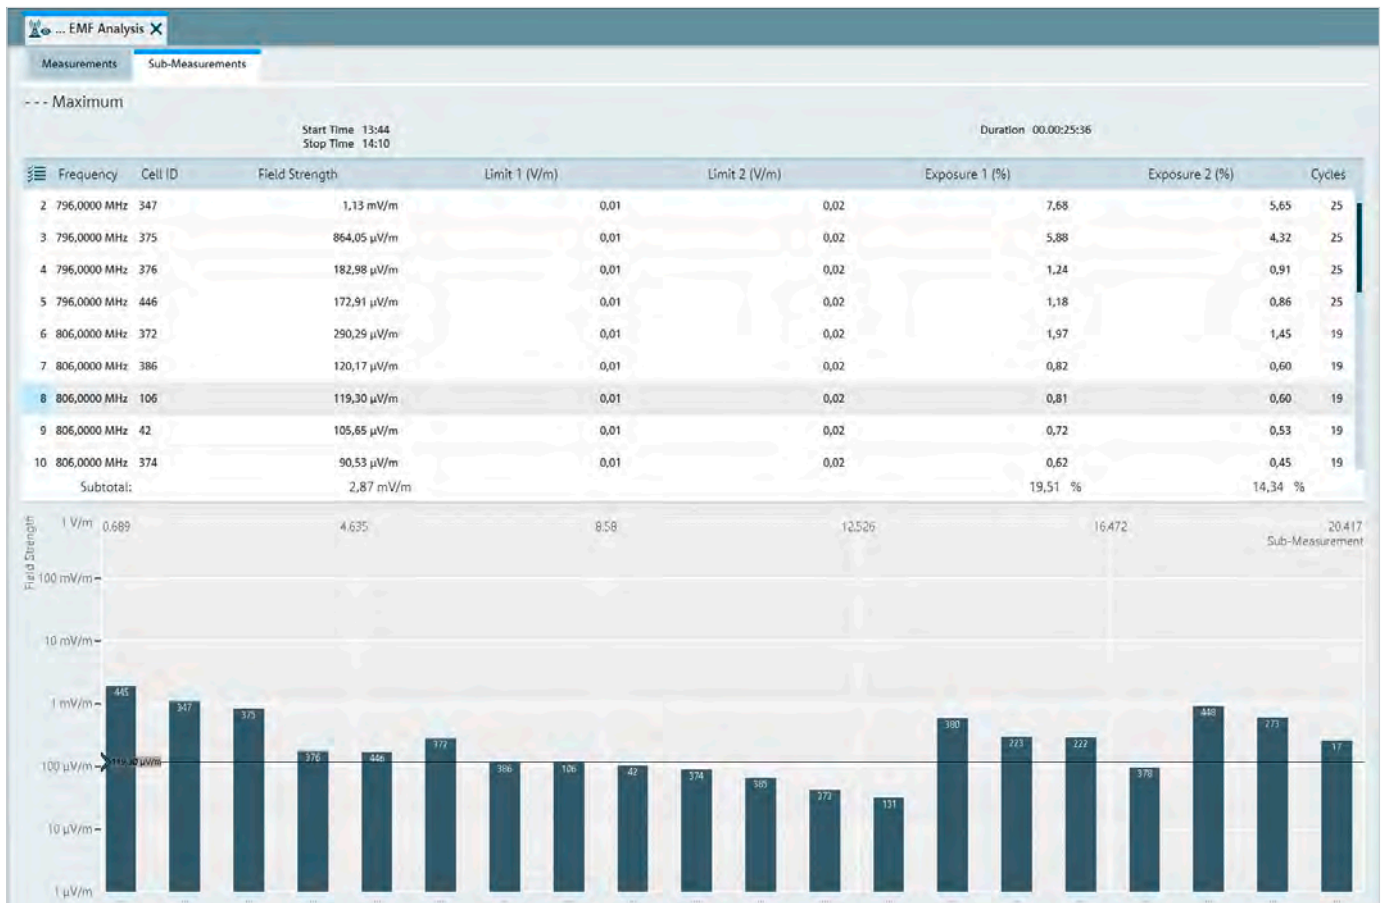 ... EMF Analysis X
Measurements Sub-Measurements
--- Maximum
Start Time 13:44
Stop Time 14:10
Duration 00.00:25:36
Frequency Cell ID Field Strength Limit 1 (V/m) Limit 2 (V/m) Exposure 1 (%) Exposure 2 (%) Cycles
2 796,0000 MHz 347 1,13 mV/m 0,01 0,02 7,68 5,65 25
3 796,0000 MHz 375 864,05 µV/m 0,01 0,02 5,88 4,32 25
4 796,0000 MHz 376 182,98 µV/m 0,01 0,02 1,24 0,91 25
5 796,0000 MHz 446 172,91 µV/m 0,01 0,02 1,18 0,86 25
6 806,0000 MHz 372 290,29 µV/m 0,01 0,02 1,97 1,45 19
7 806,0000 MHz 386 120,17 µV/m 0,01 0,02 0,82 0,60 19
8 806,0000 MHz 106 119,30 µV/m 0,01 0,02 0,81 0,60 19
9 806,0000 MHz 42 105,65 µV/m 0,01 0,02 0,72 0,53 19
10 806,0000 MHz 374 90,53 µV/m 0,01 0,02 0,62 0,45 19
Subtotal: 2,87 mV/m 19,51 % 14,34 %
Field Strength
1 V/m 0.689 4.635 8.58 12.526 16.472 20.417
Sub-Measurement
100 mV/m
10 mV/m
1 mV/m
100 µV/m
10 µV/m
1 µV/m
119,30 µV/m
445 347 375 376 446 372 386 106 42 374 385 373 131 380 223 222 378 448 273 17